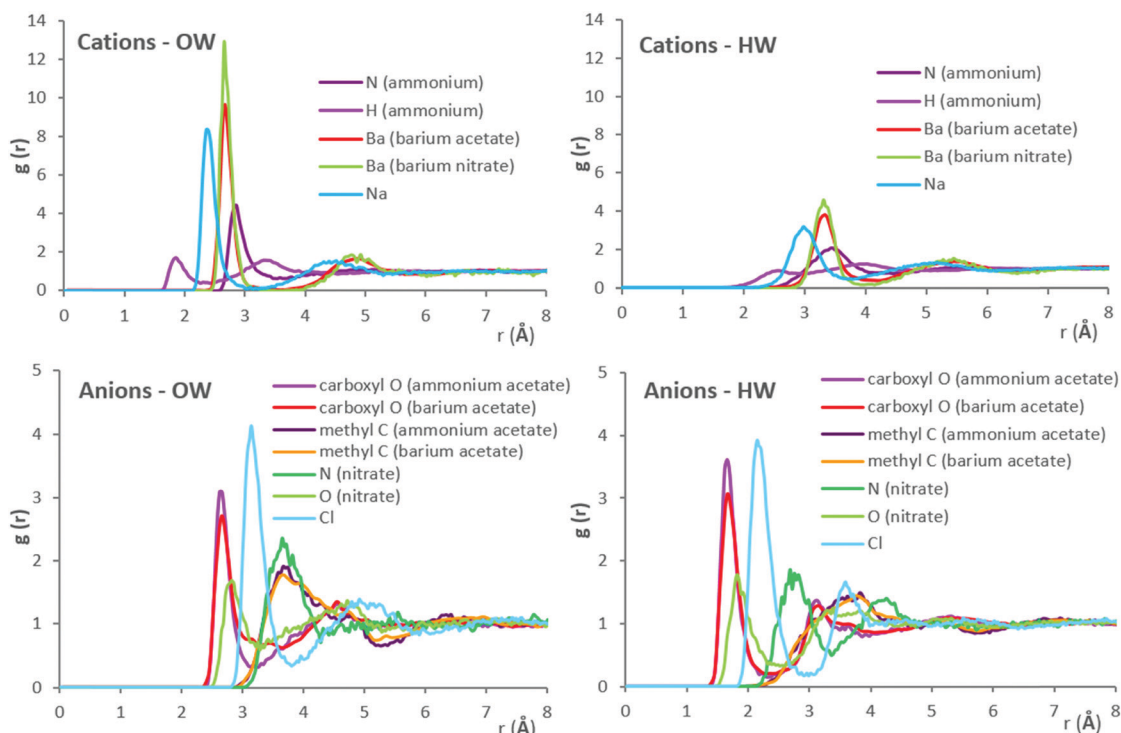 Cations - OW
14
12
10
8
6
4
2
0
g (r)
N (ammonium)
H (ammonium)
Ba (barium acetate)
Ba (barium nitrate)
Na
0 1 2 3 4 5 6 7 8
r (Å)
Cations - HW
14
12
10
8
6
4
2
0
g (r)
N (ammonium)
H (ammonium)
Ba (barium acetate)
Ba (barium nitrate)
Na
0 1 2 3 4 5 6 7 8
r (Å)
Anions - OW
5
4
3
2
1
0
g (r)
carboxyl O (ammonium acetate)
carboxyl O (barium acetate)
methyl C (ammonium acetate)
methyl C (barium acetate)
N (nitrate)
O (nitrate)
Cl
0 1 2 3 4 5 6 7 8
r (Å)
Anions - HW
5
4
3
2
1
0
g (r)
carboxyl O (ammonium acetate)
carboxyl O (barium acetate)
methyl C (ammonium acetate)
methyl C (barium acetate)
N (nitrate)
O (nitrate)
Cl
0 1 2 3 4 5 6 7 8
r (Å)